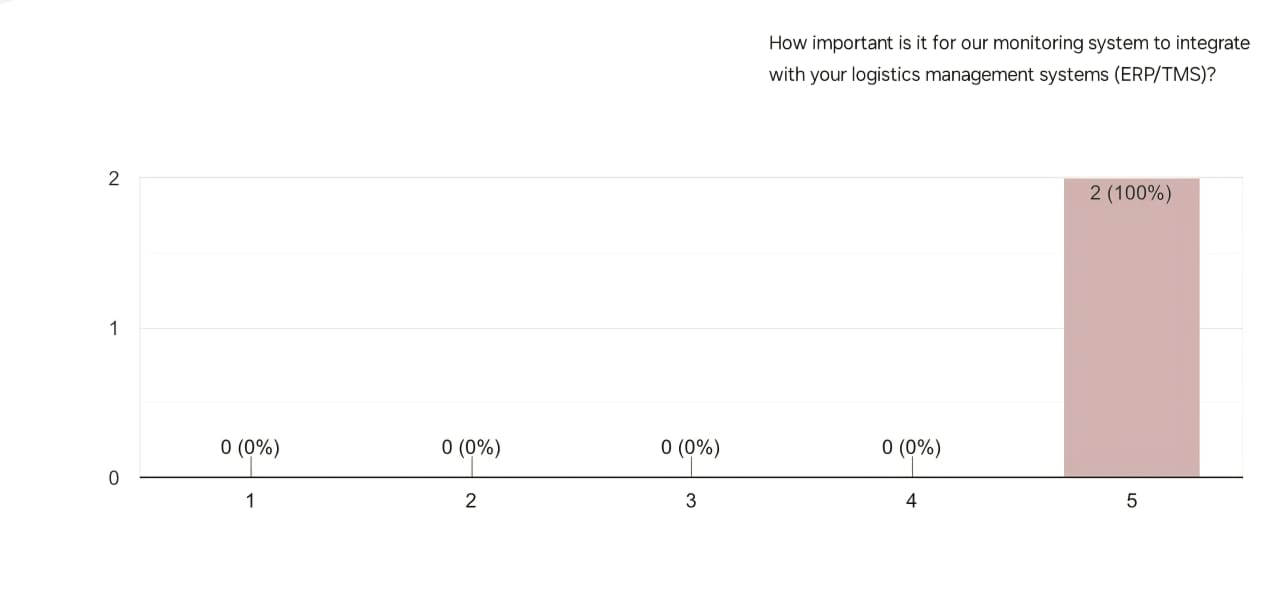 How important is it for our monitoring system to integrate
with your logistics management systems (ERP/TMS)?
2
2 (100%)
1
0 (0%) 0 (0%) 0 (0%) 0 (0%)
0
1 2 3 4 5